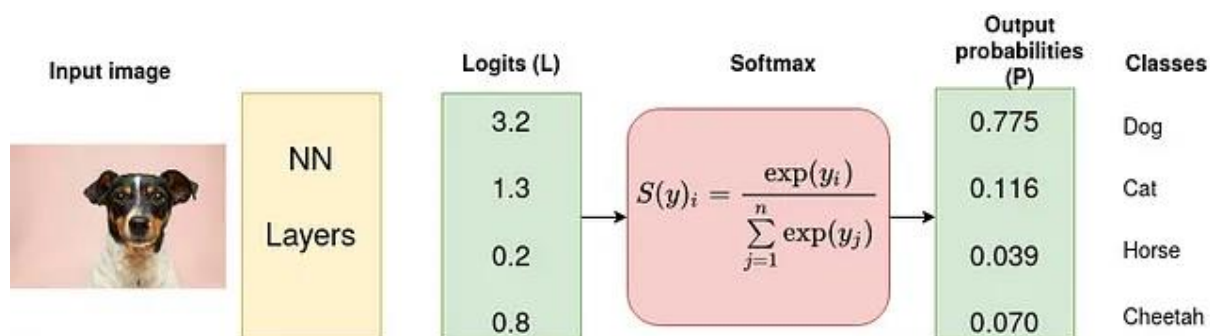 Input image
NN
Layers
Logits (L)
3.2
1.3
0.2
0.8
Softmax
S(y)_i = exp(y_i) / ∑_{j=1}^{n} exp(y_j)
Output
probabilities
(P)
0.775
0.116
0.039
0.070
Classes
Dog
Cat
Horse
Cheetah